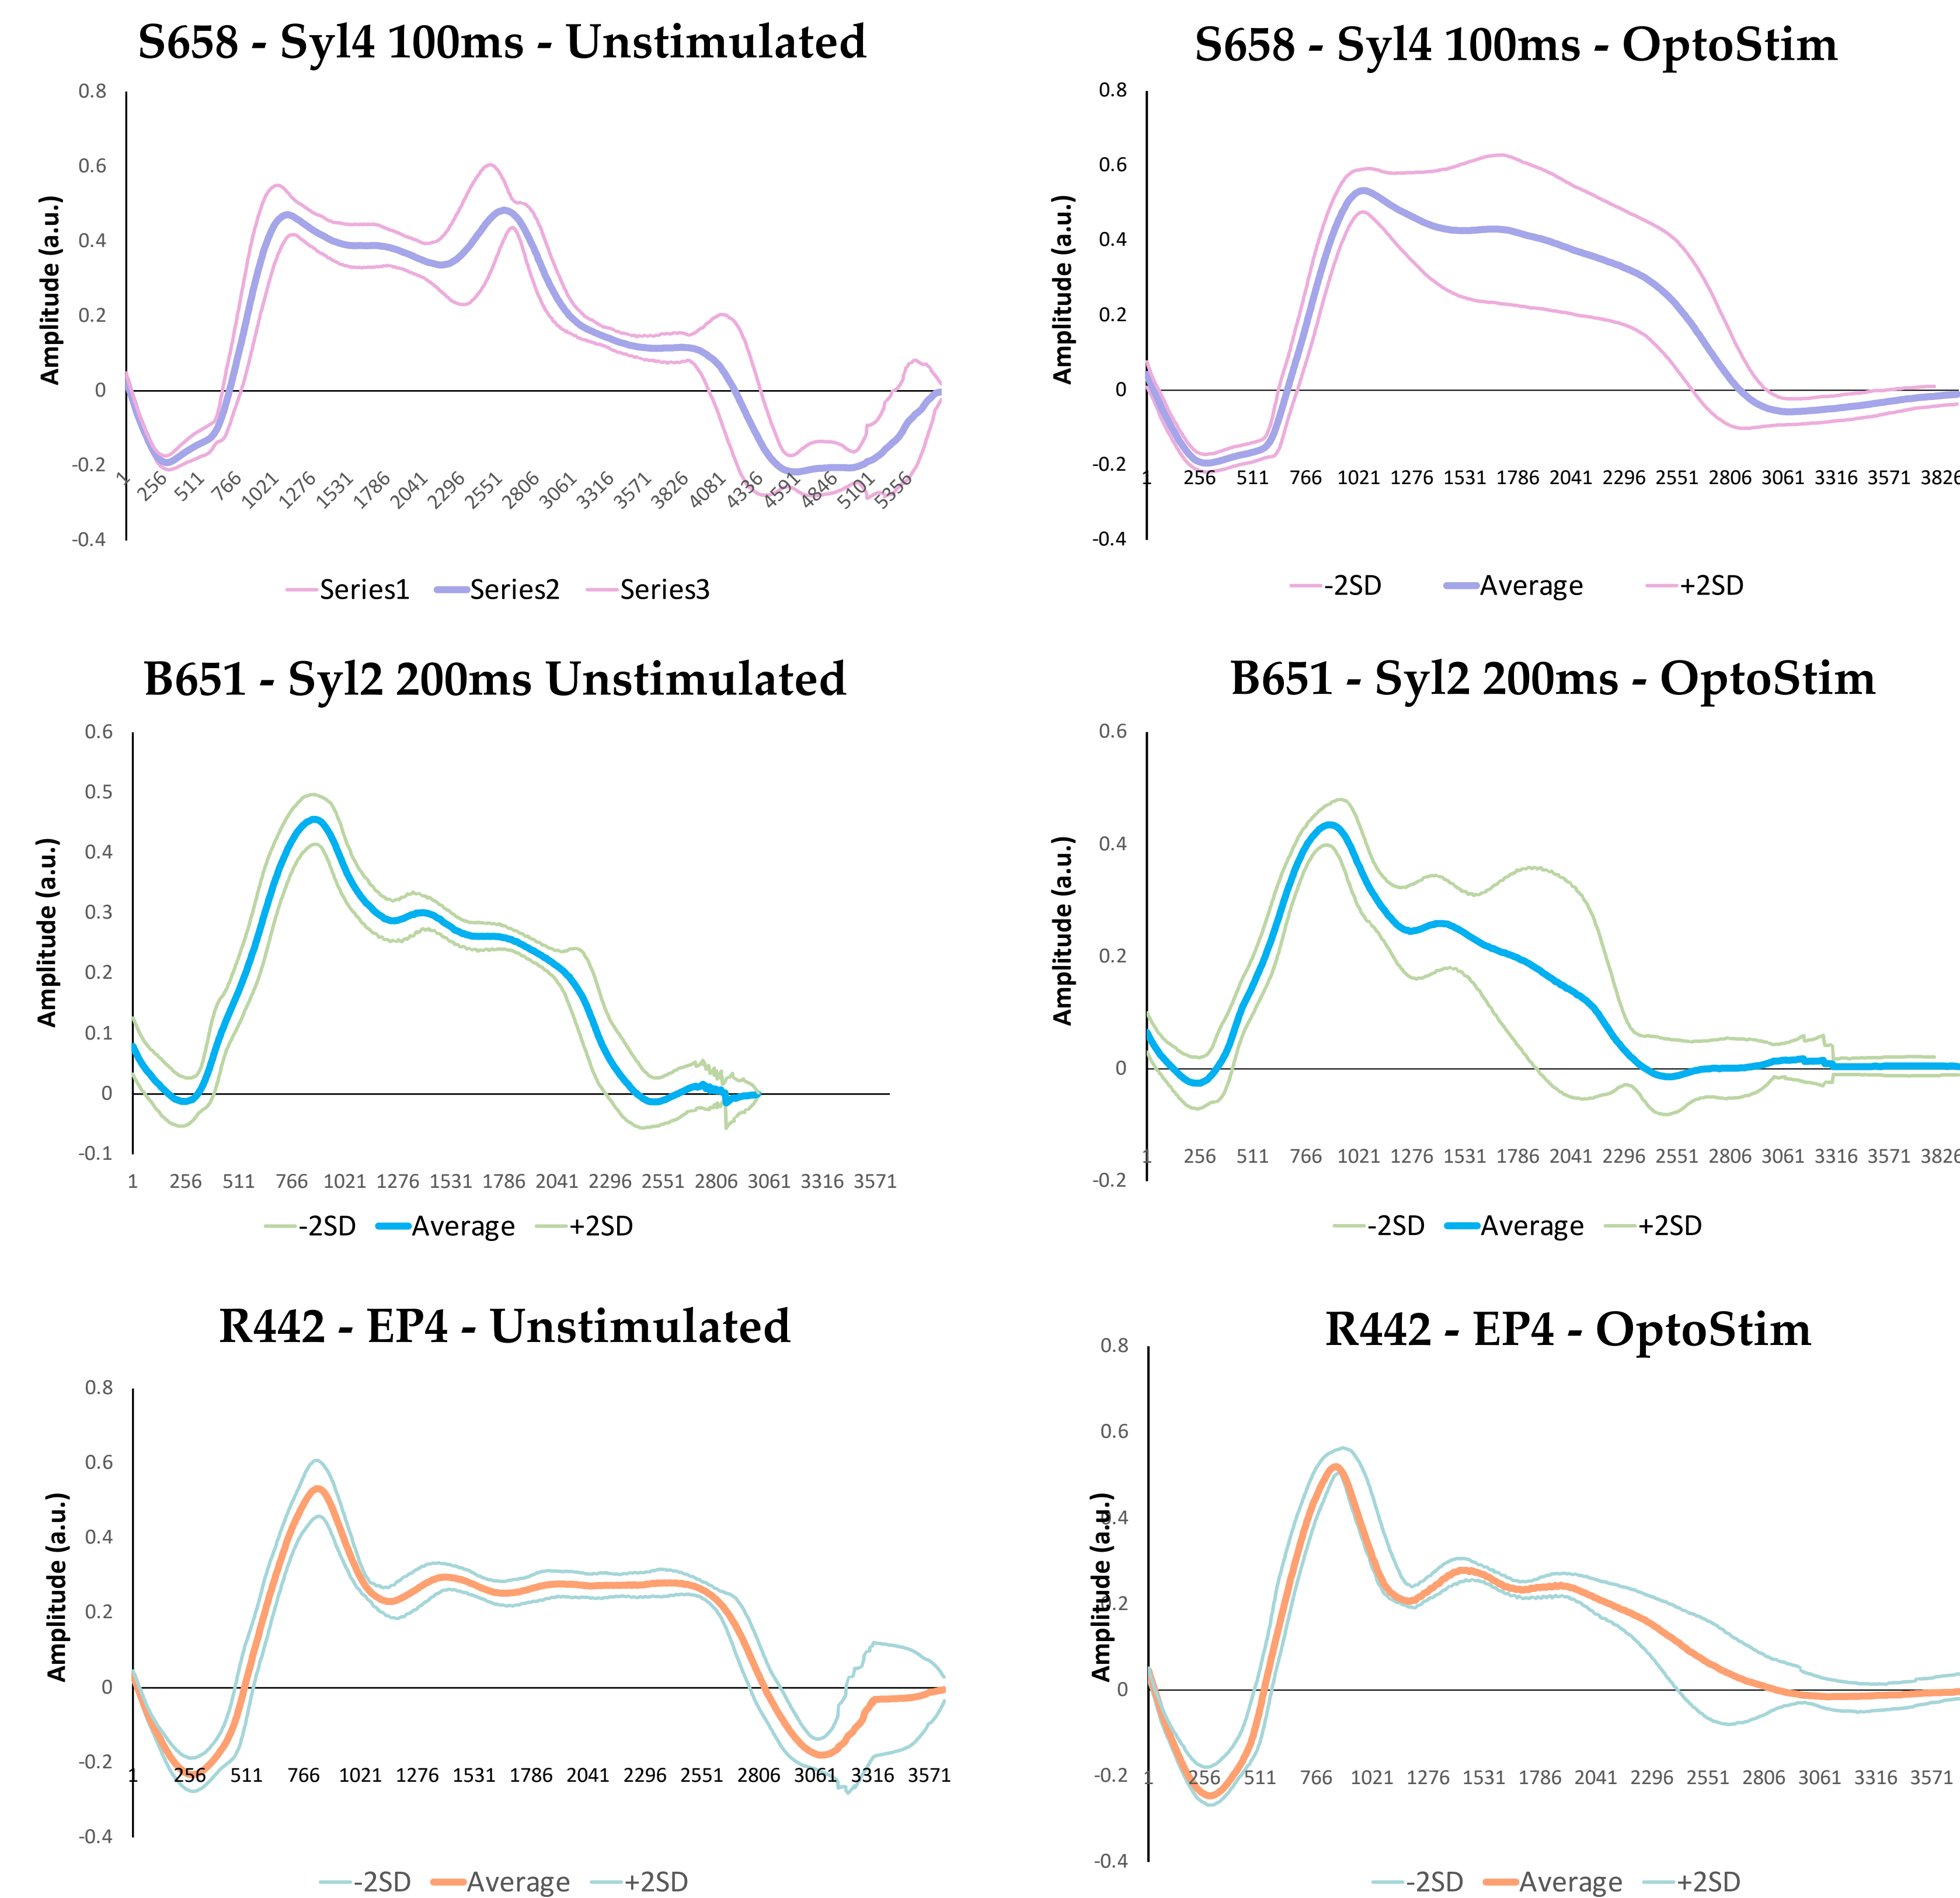 S658 - Syl4 100ms - Unstimulated
Amplitude (a.u.)
0.8
0.6
0.4
0.2
0
-0.2
-0.4
1 256 511 766 1021 1276 1531 1786 2041 2296 2551 2806 3061 3316 3571 3826 4081 4336 4591 4846 5101 5356
Series1 Series2 Series3
S658 - Syl4 100ms - OptoStim
Amplitude (a.u.)
0.8
0.6
0.4
0.2
0
-0.2
-0.4
1 256 511 766 1021 1276 1531 1786 2041 2296 2551 2806 3061 3316 3571 3826
-2SD Average +2SD
B651 - Syl2 200ms Unstimulated
Amplitude (a.u.)
0.6
0.5
0.4
0.3
0.2
0.1
0
-0.1
1 256 511 766 1021 1276 1531 1786 2041 2296 2551 2806 3061 3316 3571
-2SD Average +2SD
B651 - Syl2 200ms - OptoStim
Amplitude (a.u.)
0.6
0.4
0.2
0
-0.2
1 256 511 766 1021 1276 1531 1786 2041 2296 2551 2806 3061 3316 3571 3826
-2SD Average +2SD
R442 - EP4 - Unstimulated
Amplitude (a.u.)
0.8
0.6
0.4
0.2
0
-0.2
-0.4
1 256 511 766 1021 1276 1531 1786 2041 2296 2551 2806 3061 3316 3571
-2SD Average +2SD
R442 - EP4 - OptoStim
Amplitude (a.u.)
0.8
0.6
0.4
0.2
0
-0.2
-0.4
1 256 511 766 1021 1276 1531 1786 2041 2296 2551 2806 3061 3316 3571
-2SD Average +2SD